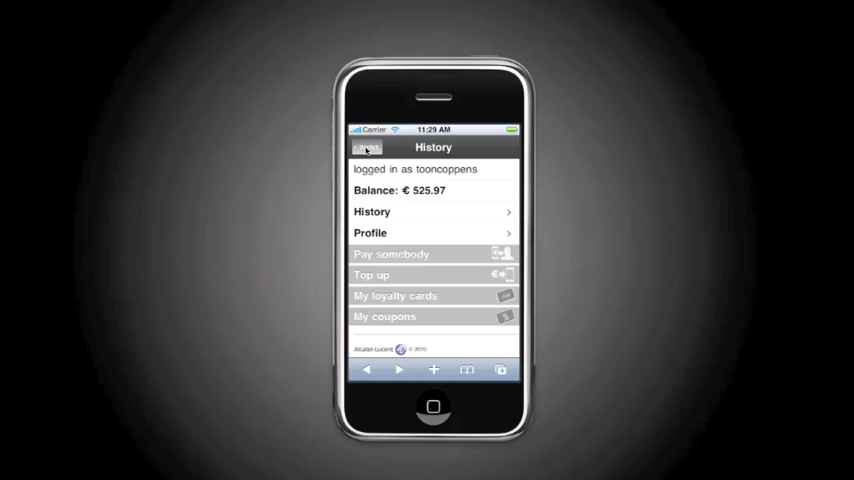 Carrier 11:29 AM
Wallet History
logged in as tooncoppens
Balance: € 525.97
History
Profile
Pay somebody
Top up
My loyalty cards
My coupons
Alcatel-Lucent © 2010